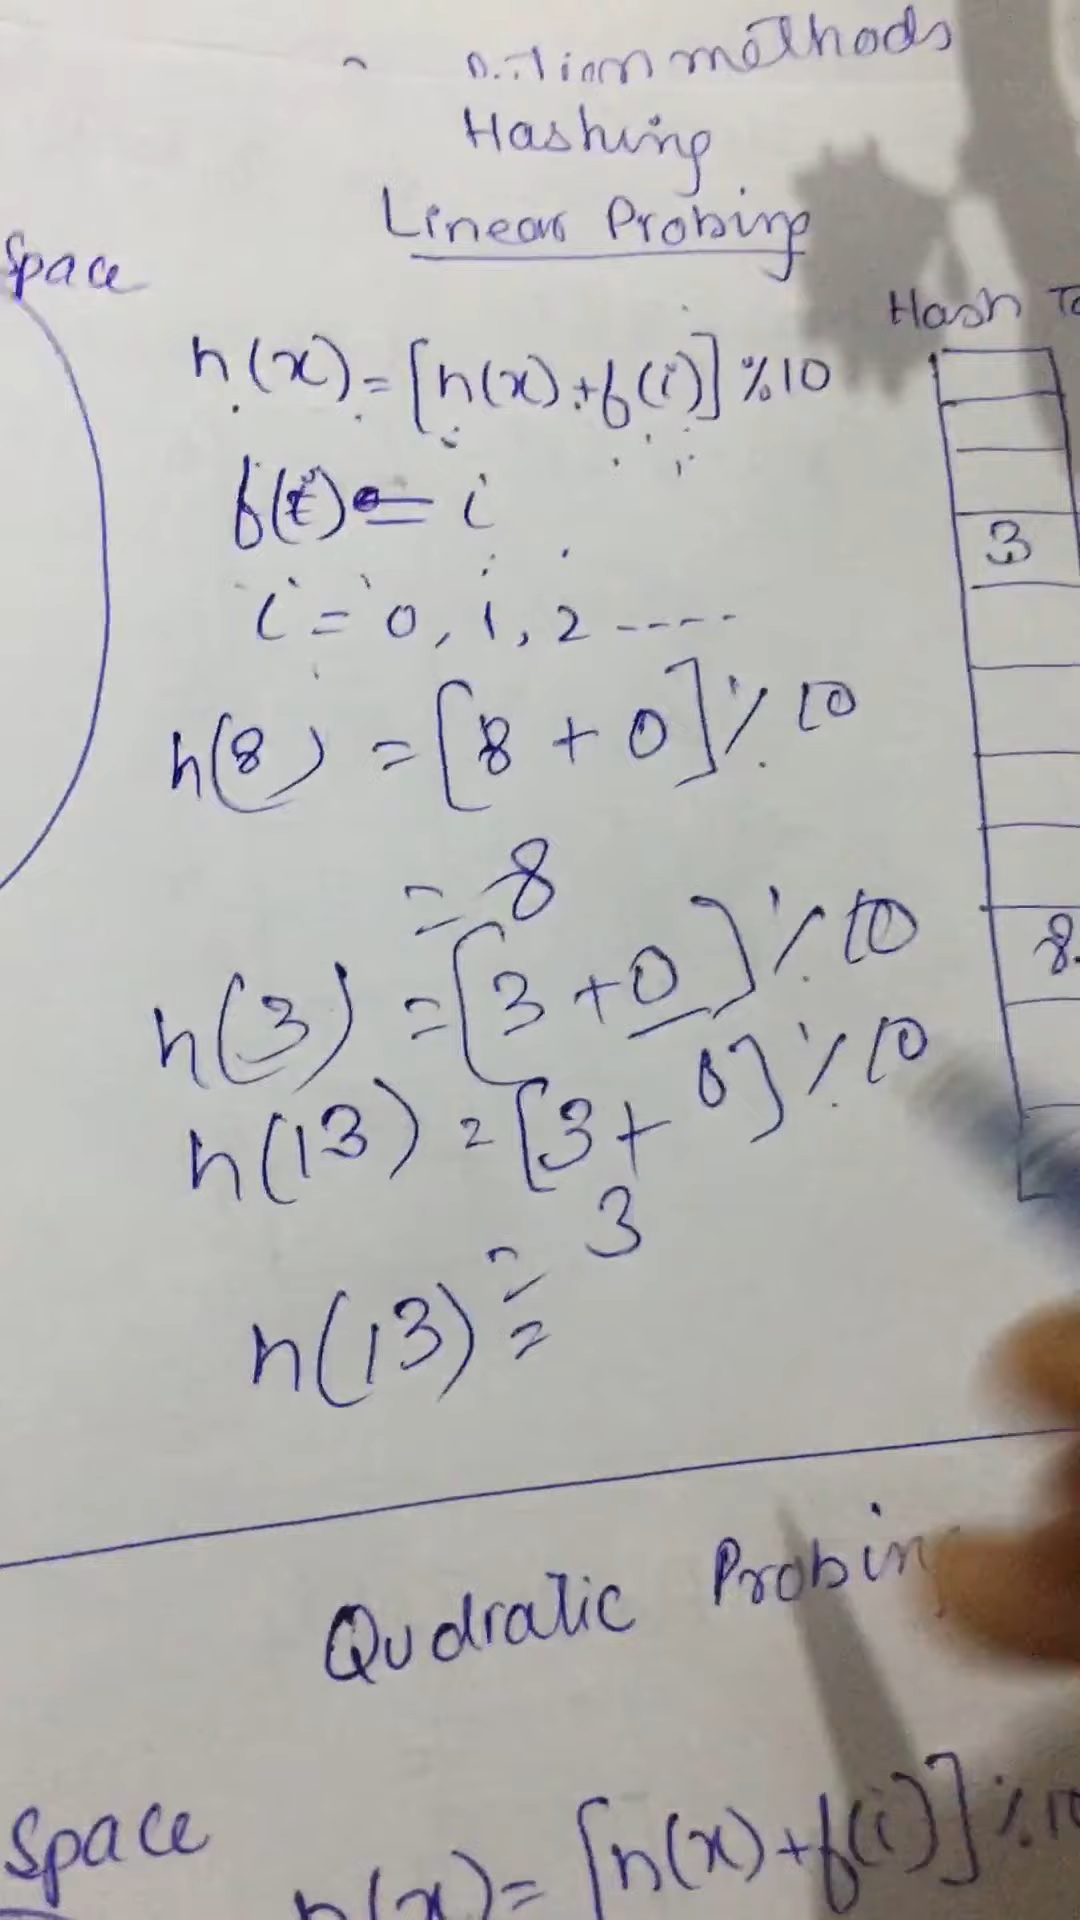 methods
Hashing
Linear Probing
Space
Hash
h(x) = [h(x) + f(i)] % 10
f(i) = i
3
i = 0, 1, 2 ----
h(8) = [8 + 0] % 10
= 8
8
h(3) = [3 + 0] % 10
h(13) = [3 + 0] % 10
= 3
h(13) =
Qudratic Probin
Space
h(x) = [h(x) + f(i)] % 10